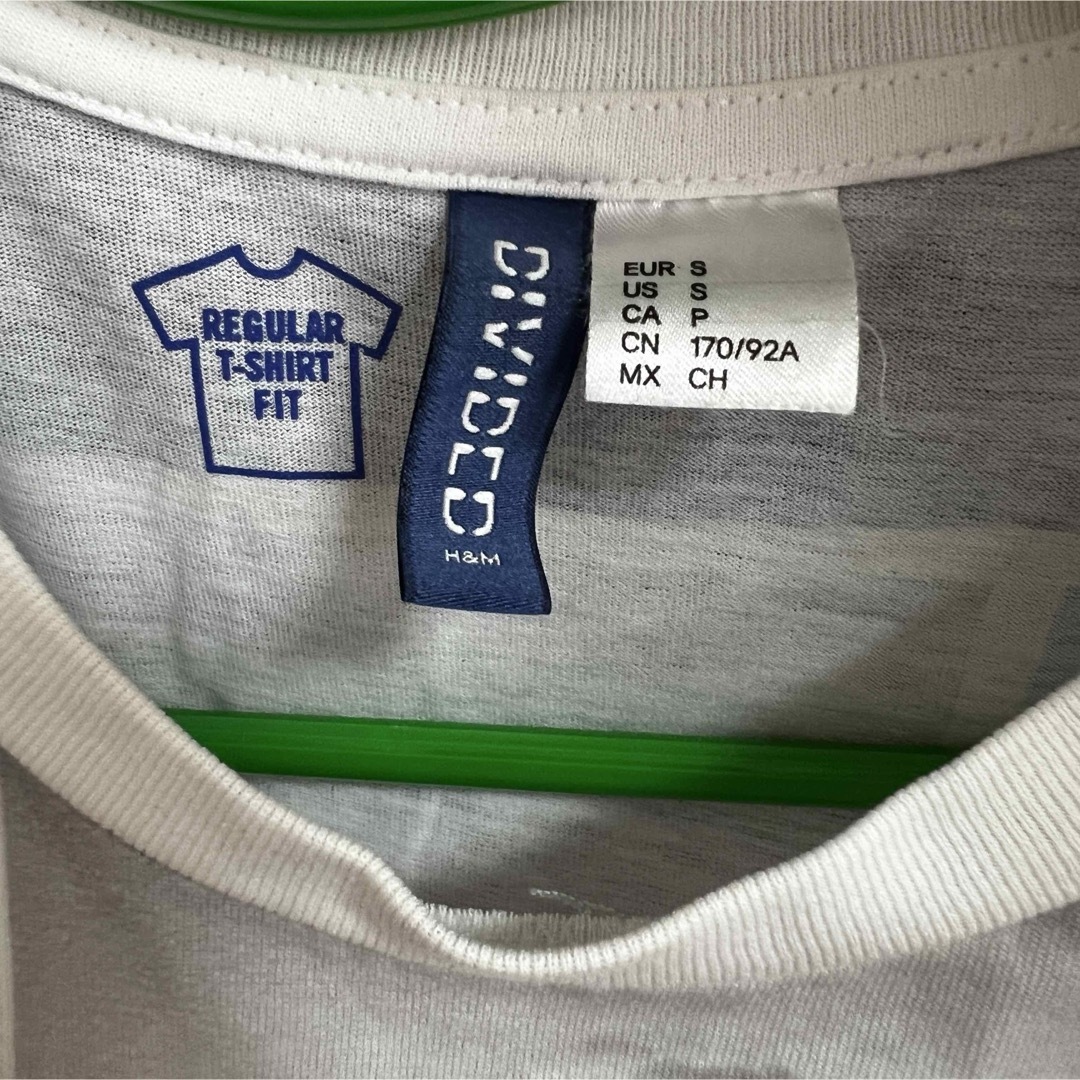 REGULAR
T-SHIRT
FIT
DIVIDED
H&M
EUR S
US S
CA P
CN 170/92A
MX CH